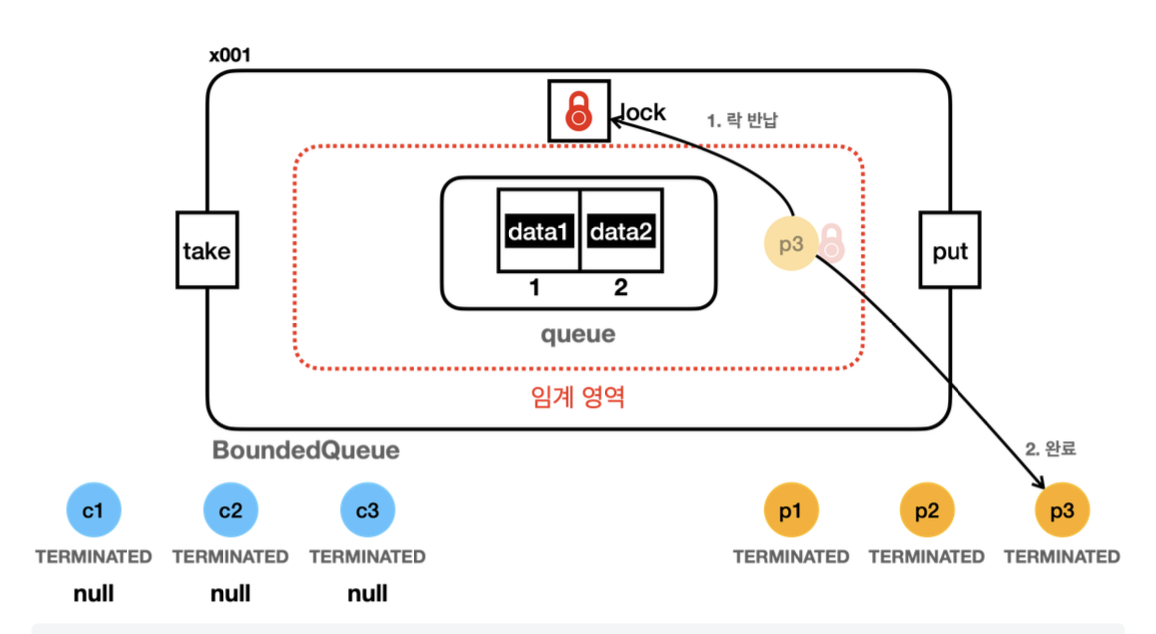 x001
lock
1. 락 반납
data1 data2
p3
take
put
1 2
queue
임계 영역
BoundedQueue
2. 완료
c1 c2 c3 p1 p2 p3
TERMINATED TERMINATED TERMINATED TERMINATED TERMINATED TERMINATED
null null null